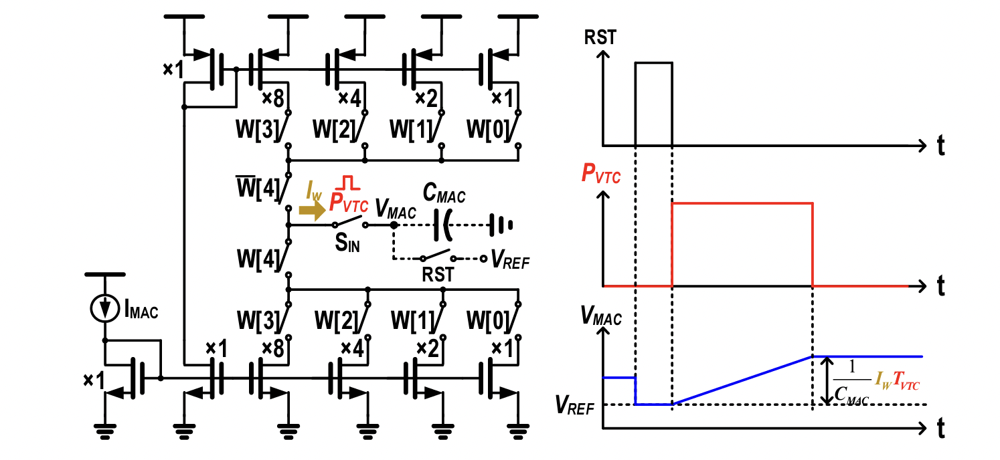 ×1
×8
×4
×2
×1
W[3]
W[2]
W[1]
W[0]
W̅[4]
I_W
P_VTC
V_MAC
C_MAC
S_IN
W[4]
RST
V_REF
I_MAC
W[3]
W[2]
W[1]
W[0]
×1
×1
×8
×4
×2
×1
RST
t
P_VTC
t
V_MAC
V_REF
1
C_MAC
I_W T_VTC
t